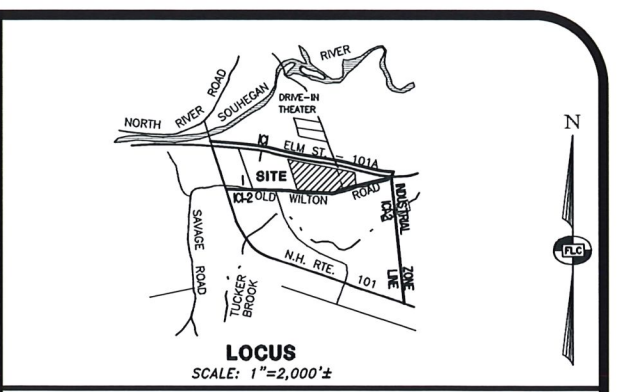 RIVER
NORTH RIVER ROAD
SOUHEGAN
DRIVE-IN
THEATER
N
ICI
ELM ST. - 101A
SITE
I
ICI-2
OLD WILTON ROAD
INDUSTRIAL
ICI-2
ZONE
LINE
FLC
SAVAGE ROAD
TUCKER
BROOK
N.H. RTE. 101
LOCUS
SCALE: 1"=2,000'±